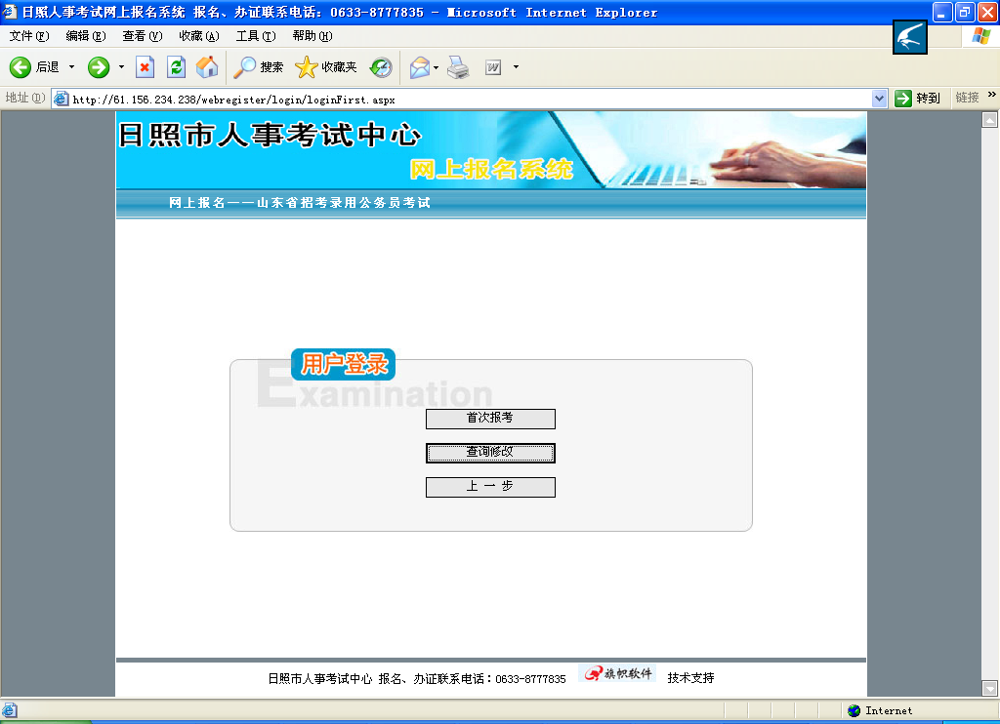 日照人事考试网上报名系统 报名、办证联系电话：0633-8777835 - Microsoft Internet Explorer
文件(F) 编辑(E) 查看(V) 收藏(A) 工具(T) 帮助(H)
后退 搜索 收藏夹
地址(D) http://61.156.234.238/webregister/login/loginFirst.aspx 转到 链接 »
日照市人事考试中心
网上报名系统
网上报名——山东省招考录用公务员考试
用户登录
Examination
首次报考
查询修改
上 一 步
日照市人事考试中心 报名、办证联系电话：0633-8777835 旗帜软件 技术支持
Internet